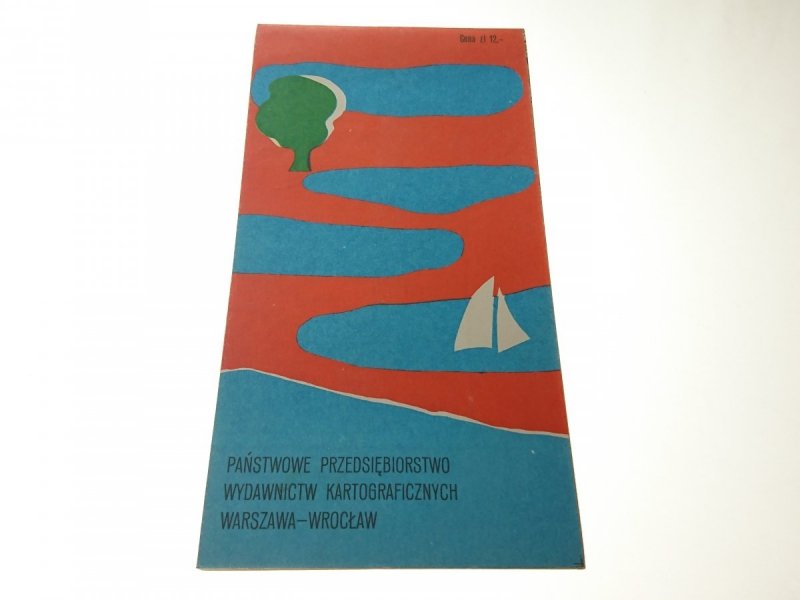 Cena zł 12,-
PAŃSTWOWE PRZEDSIĘBIORSTWO
WYDAWNICTW KARTOGRAFICZNYCH
WARSZAWA–WROCŁAW